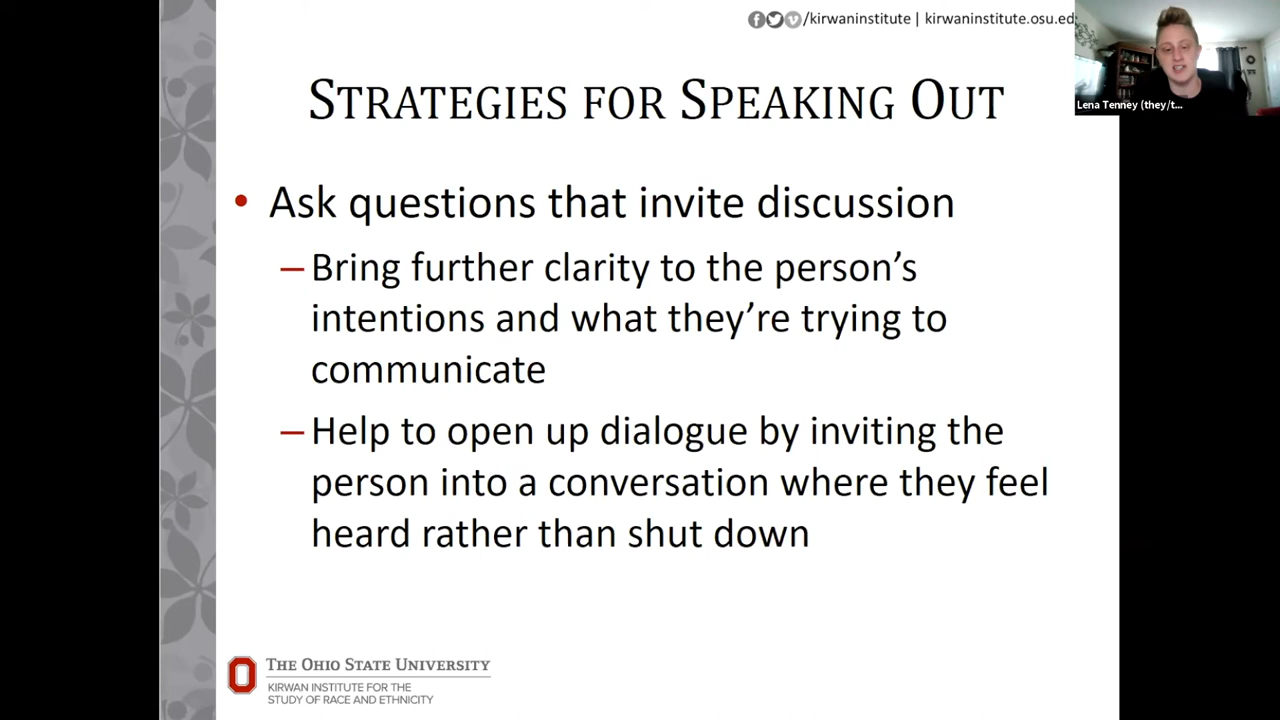 /kirwaninstitute | kirwaninstitute.osu.ed
Lena Tenney (they/t...
STRATEGIES FOR SPEAKING OUT
• Ask questions that invite discussion
– Bring further clarity to the person's
intentions and what they're trying to
communicate
– Help to open up dialogue by inviting the
person into a conversation where they feel
heard rather than shut down
THE OHIO STATE UNIVERSITY
KIRWAN INSTITUTE FOR THE
STUDY OF RACE AND ETHNICITY